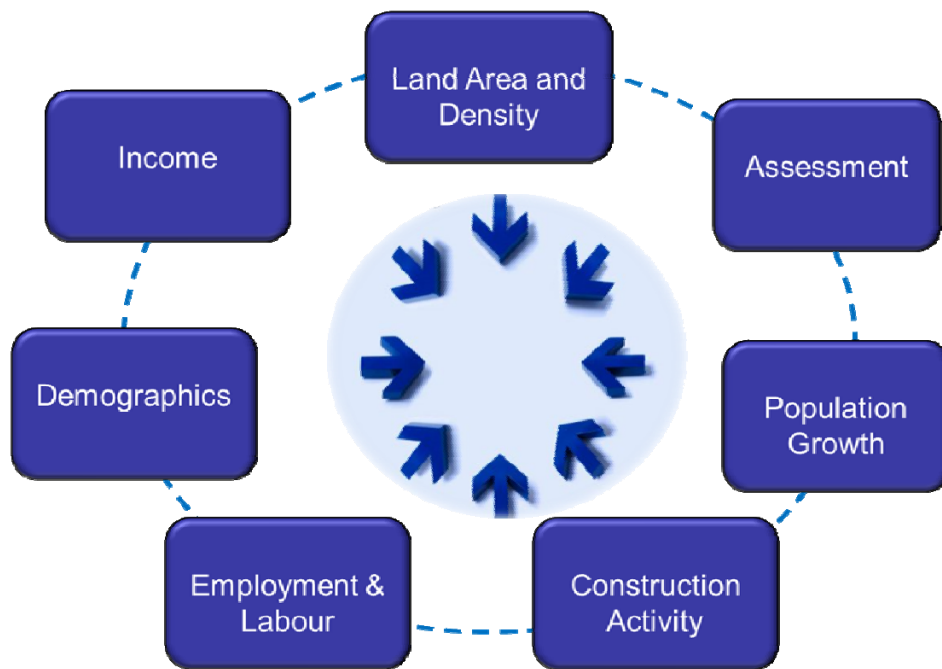 Land Area and
Density
Assessment
Population
Growth
Construction
Activity
Employment &
Labour
Demographics
Income